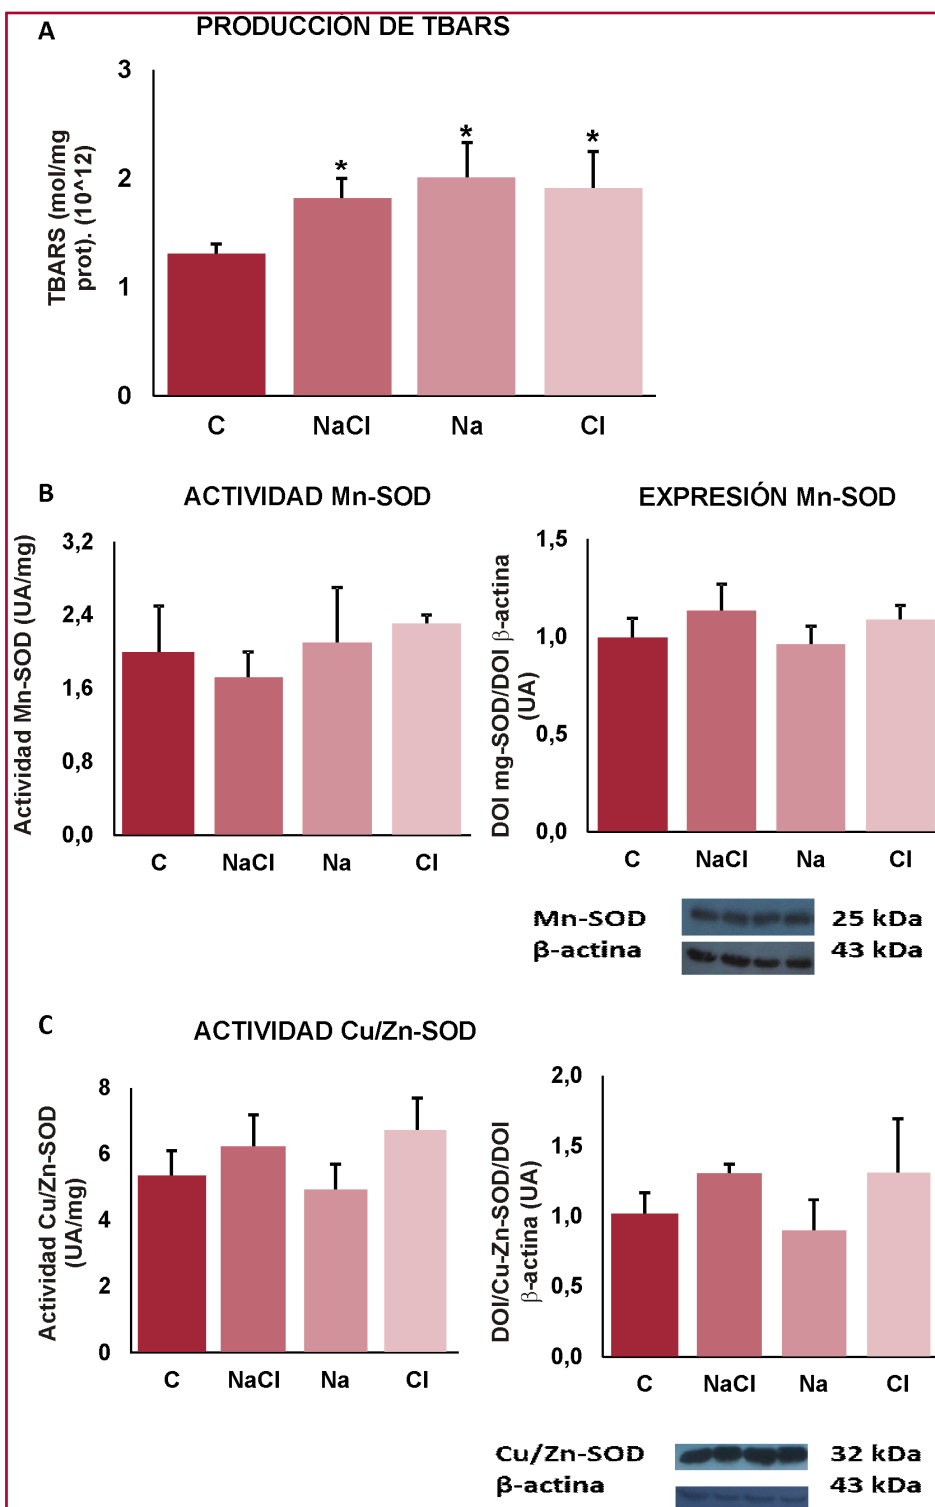 A
PRODUCCIÓN DE TBARS
TBARS (mol/mg
prot). (10^12)
3
2
1
0
*
*
*
C NaCl Na Cl
B
ACTIVIDAD Mn-SOD
Actividad Mn-SOD (UA/mg)
3,2
2,4
1,6
0,8
0,0
C NaCl Na Cl
EXPRESIÓN Mn-SOD
DOI mg-SOD/DOI β-actina
(UA)
1,5
1,0
0,5
0,0
C NaCl Na Cl
Mn-SOD 25 kDa
β-actina 43 kDa
C
ACTIVIDAD Cu/Zn-SOD
Actividad Cu/Zn-SOD
(UA/mg)
8
6
4
2
0
C NaCl Na Cl
DOI/Cu-Zn-SOD/DOI
β-actina (UA)
2,0
1,5
1,0
0,5
0,0
C NaCl Na Cl
Cu/Zn-SOD 32 kDa
β-actina 43 kDa